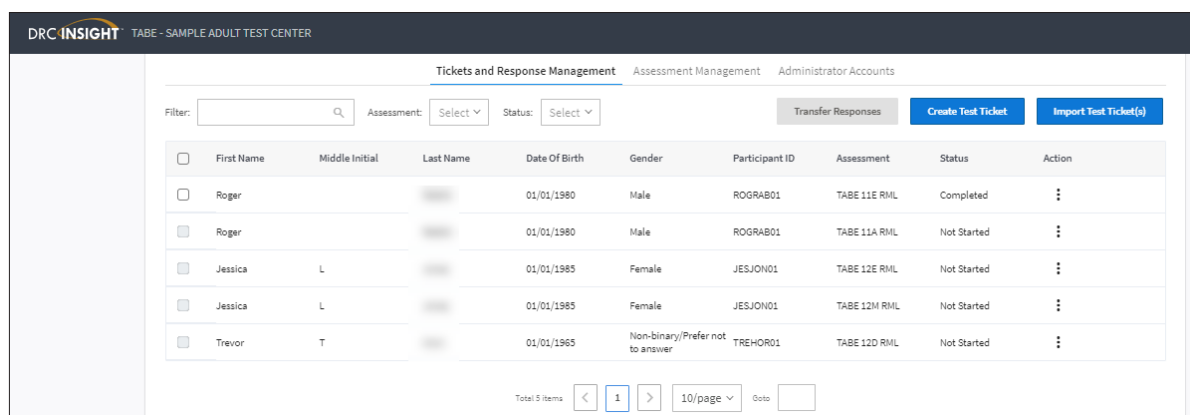 DRC INSIGHT TABE - SAMPLE ADULT TEST CENTER
Tickets and Response Management Assessment Management Administrator Accounts
Filter: Assessment: Select Status: Select Transfer Responses Create Test Ticket Import Test Ticket(s)
First Name Middle Initial Last Name Date Of Birth Gender Participant ID Assessment Status Action
Roger 01/01/1980 Male ROGRAB01 TABE 11E RML Completed
Roger 01/01/1980 Male ROGRAB01 TABE 11A RML Not Started
Jessica L 01/01/1985 Female JESJON01 TABE 12E RML Not Started
Jessica L 01/01/1985 Female JESJON01 TABE 12M RML Not Started
Trevor T 01/01/1965 Non-binary/Prefer not to answer TREHOR01 TABE 12D RML Not Started
Total 5 items 1 10/page Goto